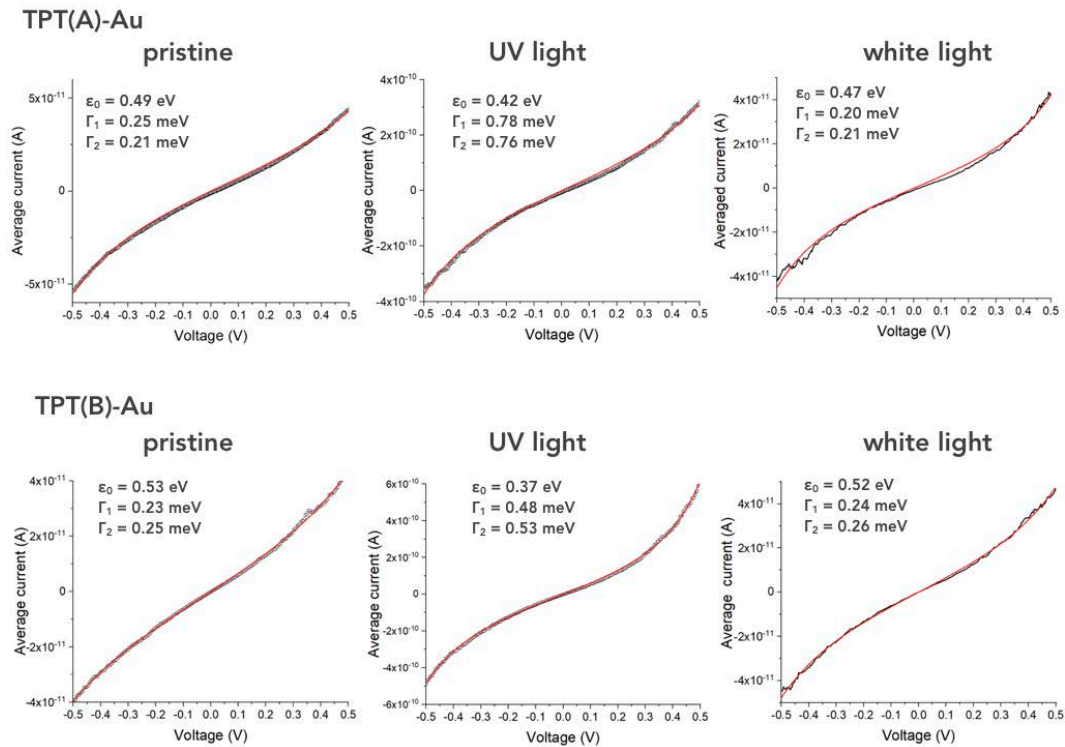 TPT(A)-Au
pristine
UV light
white light
ε₀ = 0.49 eV
Γ₁ = 0.25 meV
Γ₂ = 0.21 meV
5x10⁻¹¹
0
-5x10⁻¹¹
Average current (A)
-0.5 -0.4 -0.3 -0.2 -0.1 0.0 0.1 0.2 0.3 0.4 0.5
Voltage (V)
ε₀ = 0.42 eV
Γ₁ = 0.78 meV
Γ₂ = 0.76 meV
4x10⁻¹⁰
2x10⁻¹⁰
0
-2x10⁻¹⁰
-4x10⁻¹⁰
Average current (A)
-0.5 -0.4 -0.3 -0.2 -0.1 0.0 0.1 0.2 0.3 0.4 0.5
Voltage (V)
ε₀ = 0.47 eV
Γ₁ = 0.20 meV
Γ₂ = 0.21 meV
4x10⁻¹¹
2x10⁻¹¹
0
-2x10⁻¹¹
-4x10⁻¹¹
Averaged current (A)
-0.5 -0.4 -0.3 -0.2 -0.1 0.0 0.1 0.2 0.3 0.4 0.5
Voltage (V)
TPT(B)-Au
pristine
UV light
white light
ε₀ = 0.53 eV
Γ₁ = 0.23 meV
Γ₂ = 0.25 meV
4x10⁻¹¹
2x10⁻¹¹
0
-2x10⁻¹¹
-4x10⁻¹¹
Average current (A)
-0.5 -0.4 -0.3 -0.2 -0.1 0.0 0.1 0.2 0.3 0.4 0.5
Voltage (V)
ε₀ = 0.37 eV
Γ₁ = 0.48 meV
Γ₂ = 0.53 meV
6x10⁻¹⁰
4x10⁻¹⁰
2x10⁻¹⁰
0
-2x10⁻¹⁰
-4x10⁻¹⁰
-6x10⁻¹⁰
Average current (A)
-0.5 -0.4 -0.3 -0.2 -0.1 0.0 0.1 0.2 0.3 0.4 0.5
Voltage (V)
ε₀ = 0.52 eV
Γ₁ = 0.24 meV
Γ₂ = 0.26 meV
4x10⁻¹¹
2x10⁻¹¹
0
-2x10⁻¹¹
-4x10⁻¹¹
Average current (A)
-0.5 -0.4 -0.3 -0.2 -0.1 0.0 0.1 0.2 0.3 0.4 0.5
Voltage (V)